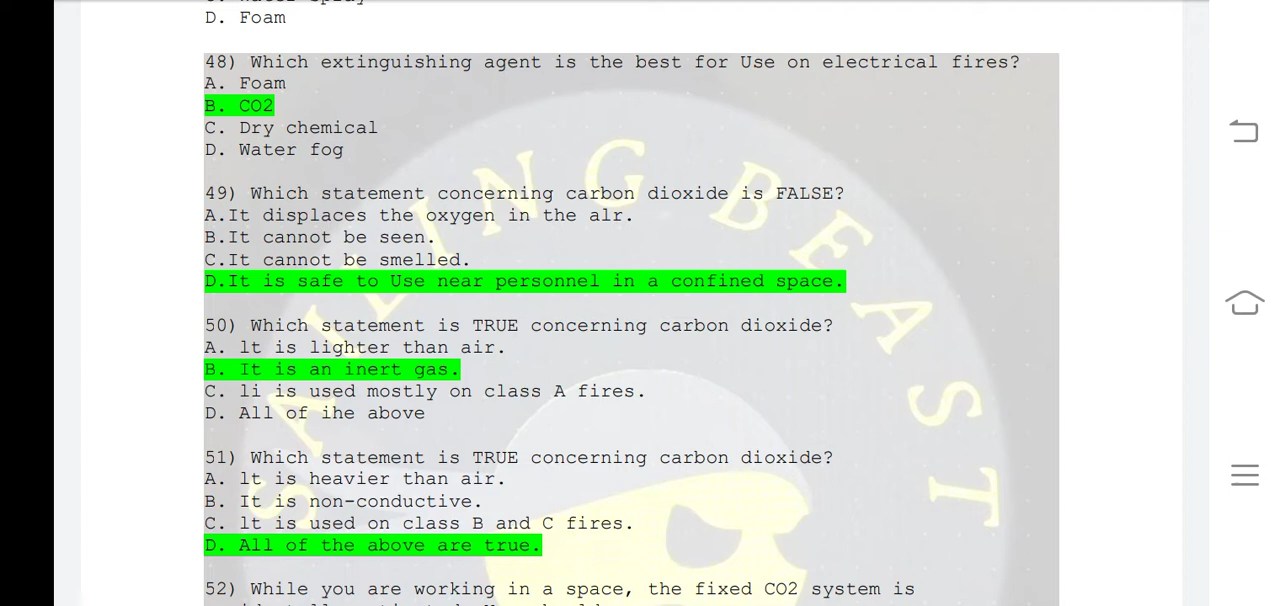 D. Foam
48) Which extinguishing agent is the best for Use on electrical fires?
A. Foam
B. CO2
C. Dry chemical
D. Water fog
49) Which statement concerning carbon dioxide is FALSE?
A.It displaces the oxygen in the alr.
B.It cannot be seen.
C.It cannot be smelled.
D.It is safe to Use near personnel in a confined space.
50) Which statement is TRUE concerning carbon dioxide?
A. lt is lighter than air.
B. It is an inert gas.
C. li is used mostly on class A fires.
D. All of ihe above
51) Which statement is TRUE concerning carbon dioxide?
A. lt is heavier than air.
B. It is non-conductive.
C. lt is used on class B and C fires.
D. All of the above are true.
52) While you are working in a space, the fixed CO2 system is
SAILING BEAST